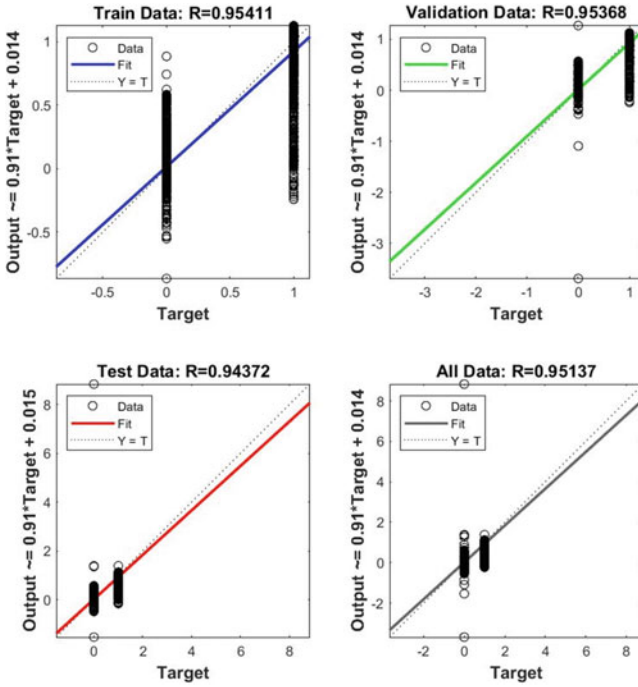 Train Data: R=0.95411
Output ~= 0.91*Target + 0.014
1
0.5
0
-0.5
Data
Fit
Y = T
-0.5 0 0.5 1
Target
Validation Data: R=0.95368
Output ~= 0.91*Target + 0.014
1
0
-1
-2
-3
Data
Fit
Y = T
-3 -2 -1 0 1
Target
Test Data: R=0.94372
Output ~= 0.91*Target + 0.015
8
6
4
2
0
Data
Fit
Y = T
0 2 4 6 8
Target
All Data: R=0.95137
Output ~= 0.91*Target + 0.014
8
6
4
2
0
-2
Data
Fit
Y = T
-2 0 2 4 6 8
Target